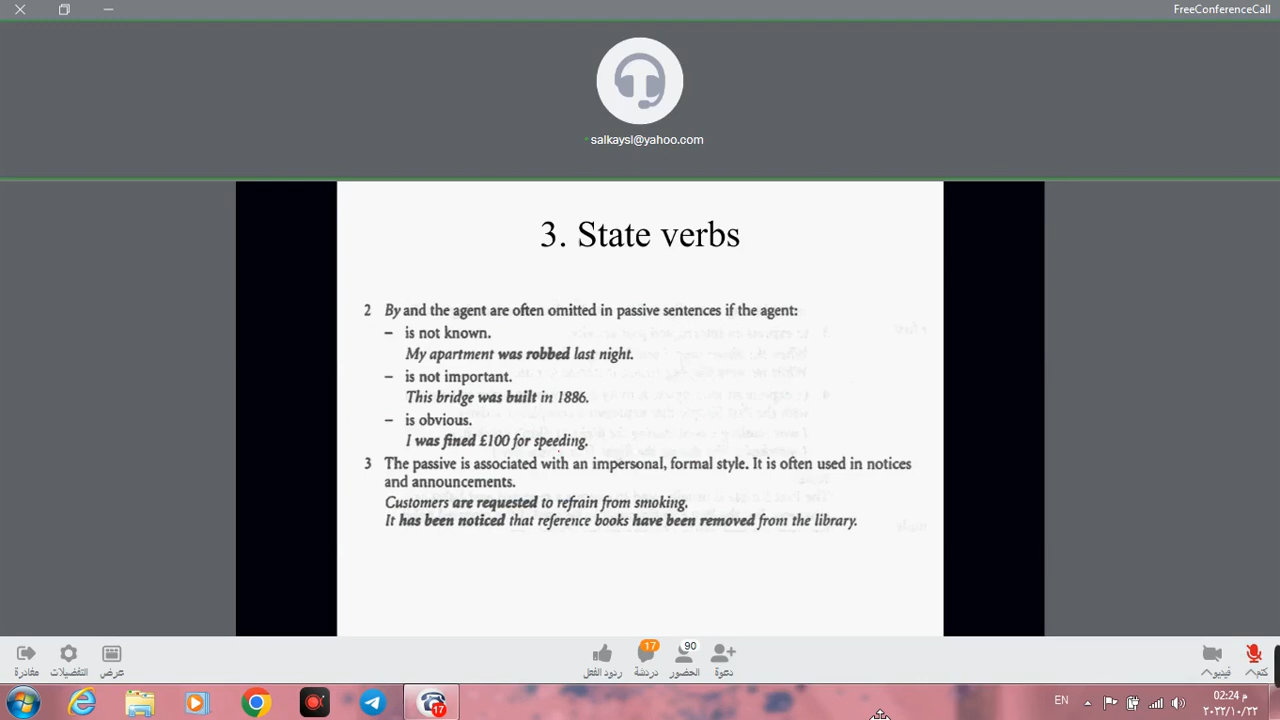 FreeConferenceCall
salkaysl@yahoo.com
3. State verbs
2 By and the agent are often omitted in passive sentences if the agent:
– is not known.
My apartment was robbed last night.
– is not important.
This bridge was built in 1886.
– is obvious.
I was fined £100 for speeding.
3 The passive is associated with an impersonal, formal style. It is often used in notices
and announcements.
Customers are requested to refrain from smoking.
It has been noticed that reference books have been removed from the library.
17
90
مغادرة
التفضيلات
عرض
ردود الفعل
دردشة
الحضور
دعوة
فيديو
كتم
17
EN
02:24 م
٢٠٢٢/١٠/٢٢